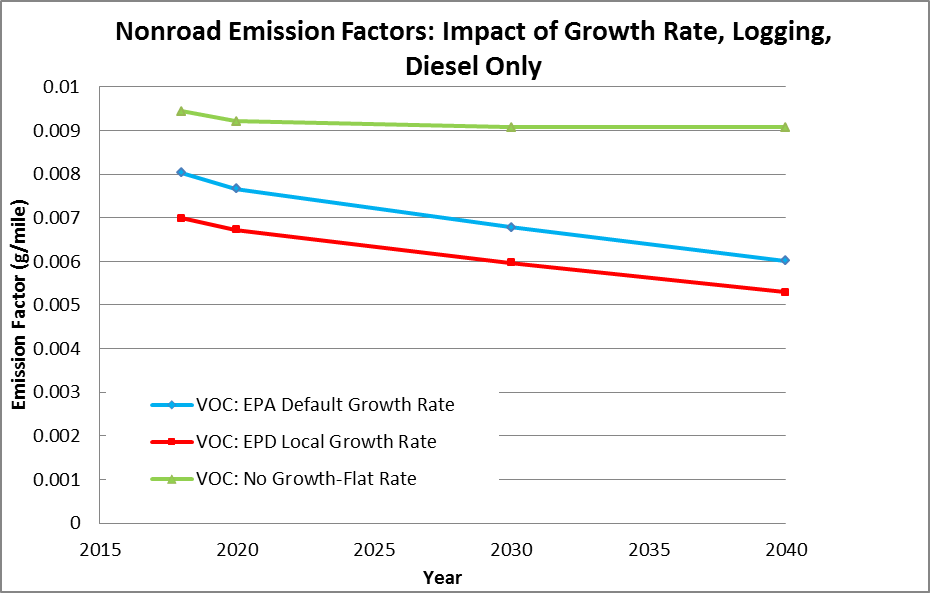 Nonroad Emission Factors: Impact of Growth Rate, Logging,
Diesel Only
Emission Factor (g/mile)
0.01
0.009
0.008
0.007
0.006
0.005
0.004
0.003
0.002
0.001
0
VOC: EPA Default Growth Rate
VOC: EPD Local Growth Rate
VOC: No Growth-Flat Rate
2015 2020 2025 2030 2035 2040
Year